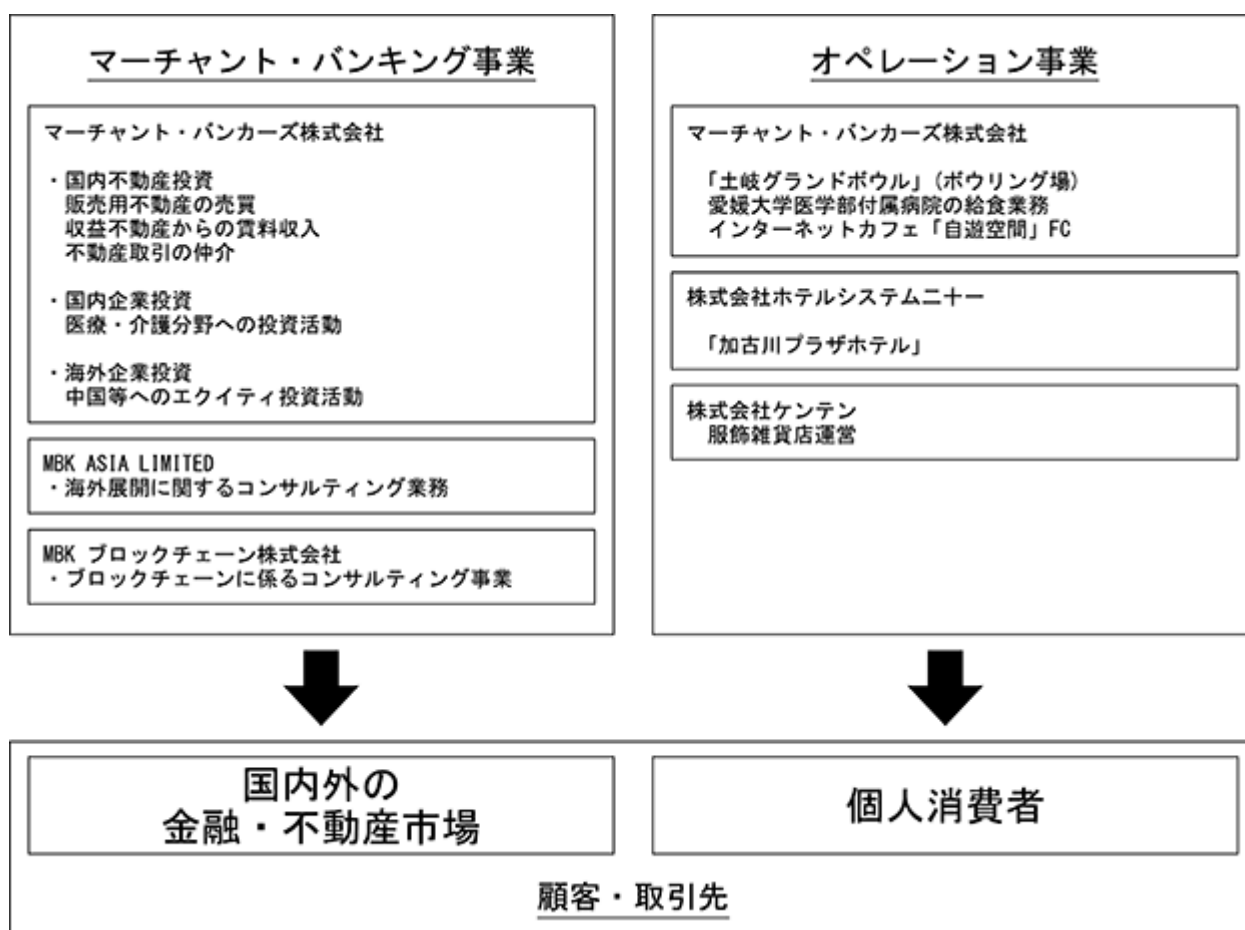 マーチャント・バンキング事業
マーチャント・バンカーズ株式会社
・国内不動産投資
販売用不動産の売買
収益不動産からの賃料収入
不動産取引の仲介
・国内企業投資
医療・介護分野への投資活動
・海外企業投資
中国等へのエクイティ投資活動
MBK ASIA LIMITED
・海外展開に関するコンサルティング業務
MBK ブロックチェーン株式会社
・ブロックチェーンに係るコンサルティング事業
オペレーション事業
マーチャント・バンカーズ株式会社
「土岐グランドボウル」(ボウリング場)
愛媛大学医学部付属病院の給食業務
インターネットカフェ「自遊空間」FC
株式会社ホテルシステム二十一
「加古川プラザホテル」
株式会社ケンテン
服飾雑貨店運営
国内外の
金融・不動産市場
個人消費者
顧客・取引先